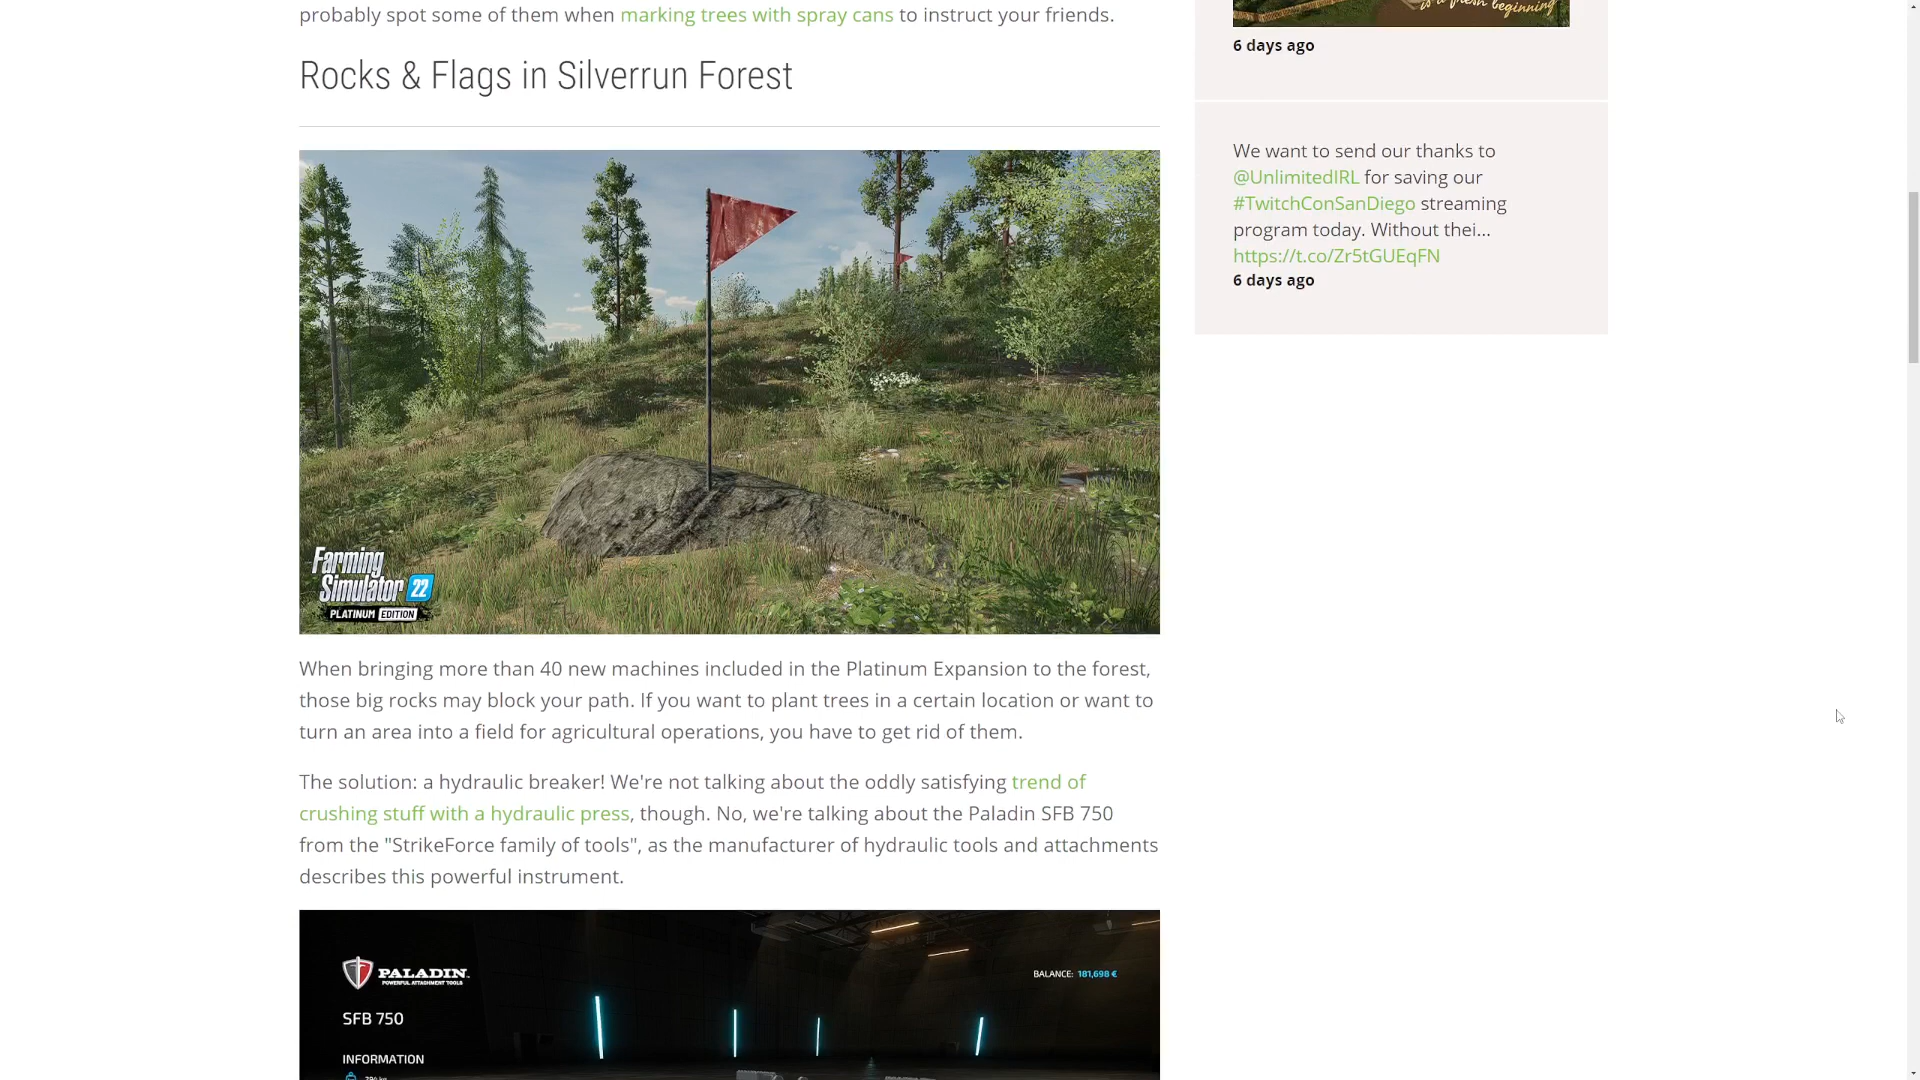 probably spot some of them when marking trees with spray cans to instruct your friends.
Rocks & Flags in Silverrun Forest
Farming
Simulator 22
PLATINUM EDITION
When bringing more than 40 new machines included in the Platinum Expansion to the forest,
those big rocks may block your path. If you want to plant trees in a certain location or want to
turn an area into a field for agricultural operations, you have to get rid of them.
The solution: a hydraulic breaker! We're not talking about the oddly satisfying trend of
crushing stuff with a hydraulic press, though. No, we're talking about the Paladin SFB 750
from the "StrikeForce family of tools", as the manufacturer of hydraulic tools and attachments
describes this powerful instrument.
PALADIN
POWERFUL ATTACHMENT TOOLS
BALANCE: 181,698 €
SFB 750
INFORMATION
is a fresh beginning
6 days ago
We want to send our thanks to
@UnlimitedIRL for saving our
#TwitchConSanDiego streaming
program today. Without thei...
https://t.co/Zr5tGUEqFN
6 days ago